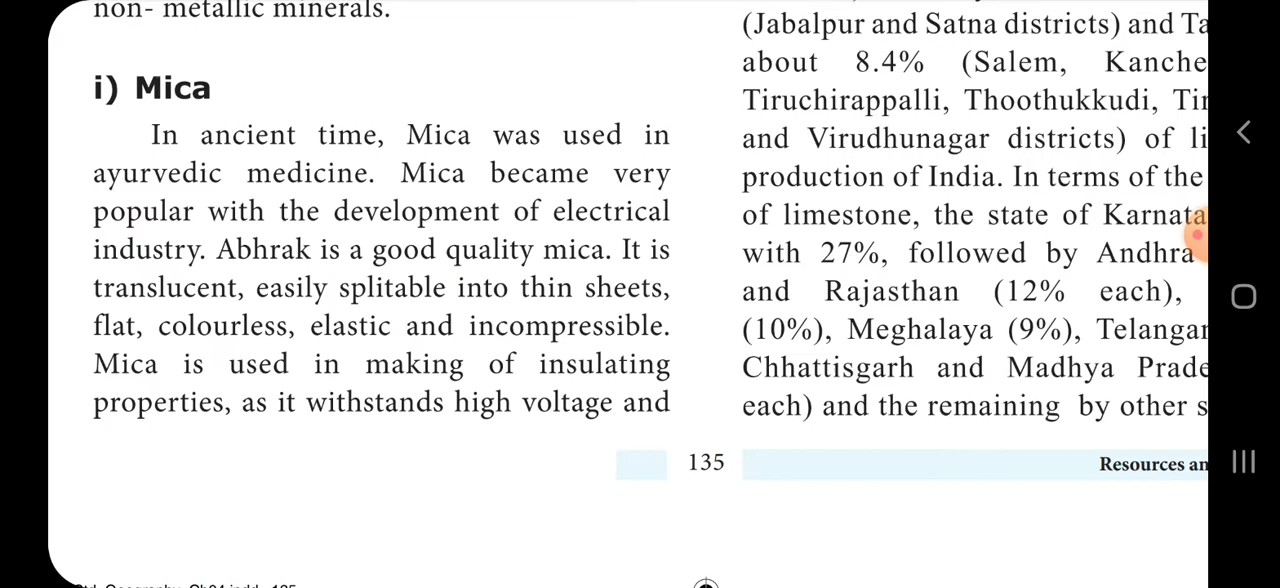 non- metallic minerals.
i) Mica
In ancient time, Mica was used in
ayurvedic medicine. Mica became very
popular with the development of electrical
industry. Abhrak is a good quality mica. It is
translucent, easily splitable into thin sheets,
flat, colourless, elastic and incompressible.
Mica is used in making of insulating
properties, as it withstands high voltage and
(Jabalpur and Satna districts) and
about 8.4% (Salem,
Tiruchirappalli, Thoothukkudi,
and Virudhunagar districts) of
production of India. In terms of the
of limestone, the state of
with 27%, followed by Andhra
and Rajasthan (12% each),
(10%), Meghalaya (9%),
Chhattisgarh and Madhya
each) and the remaining by other
135
Resources